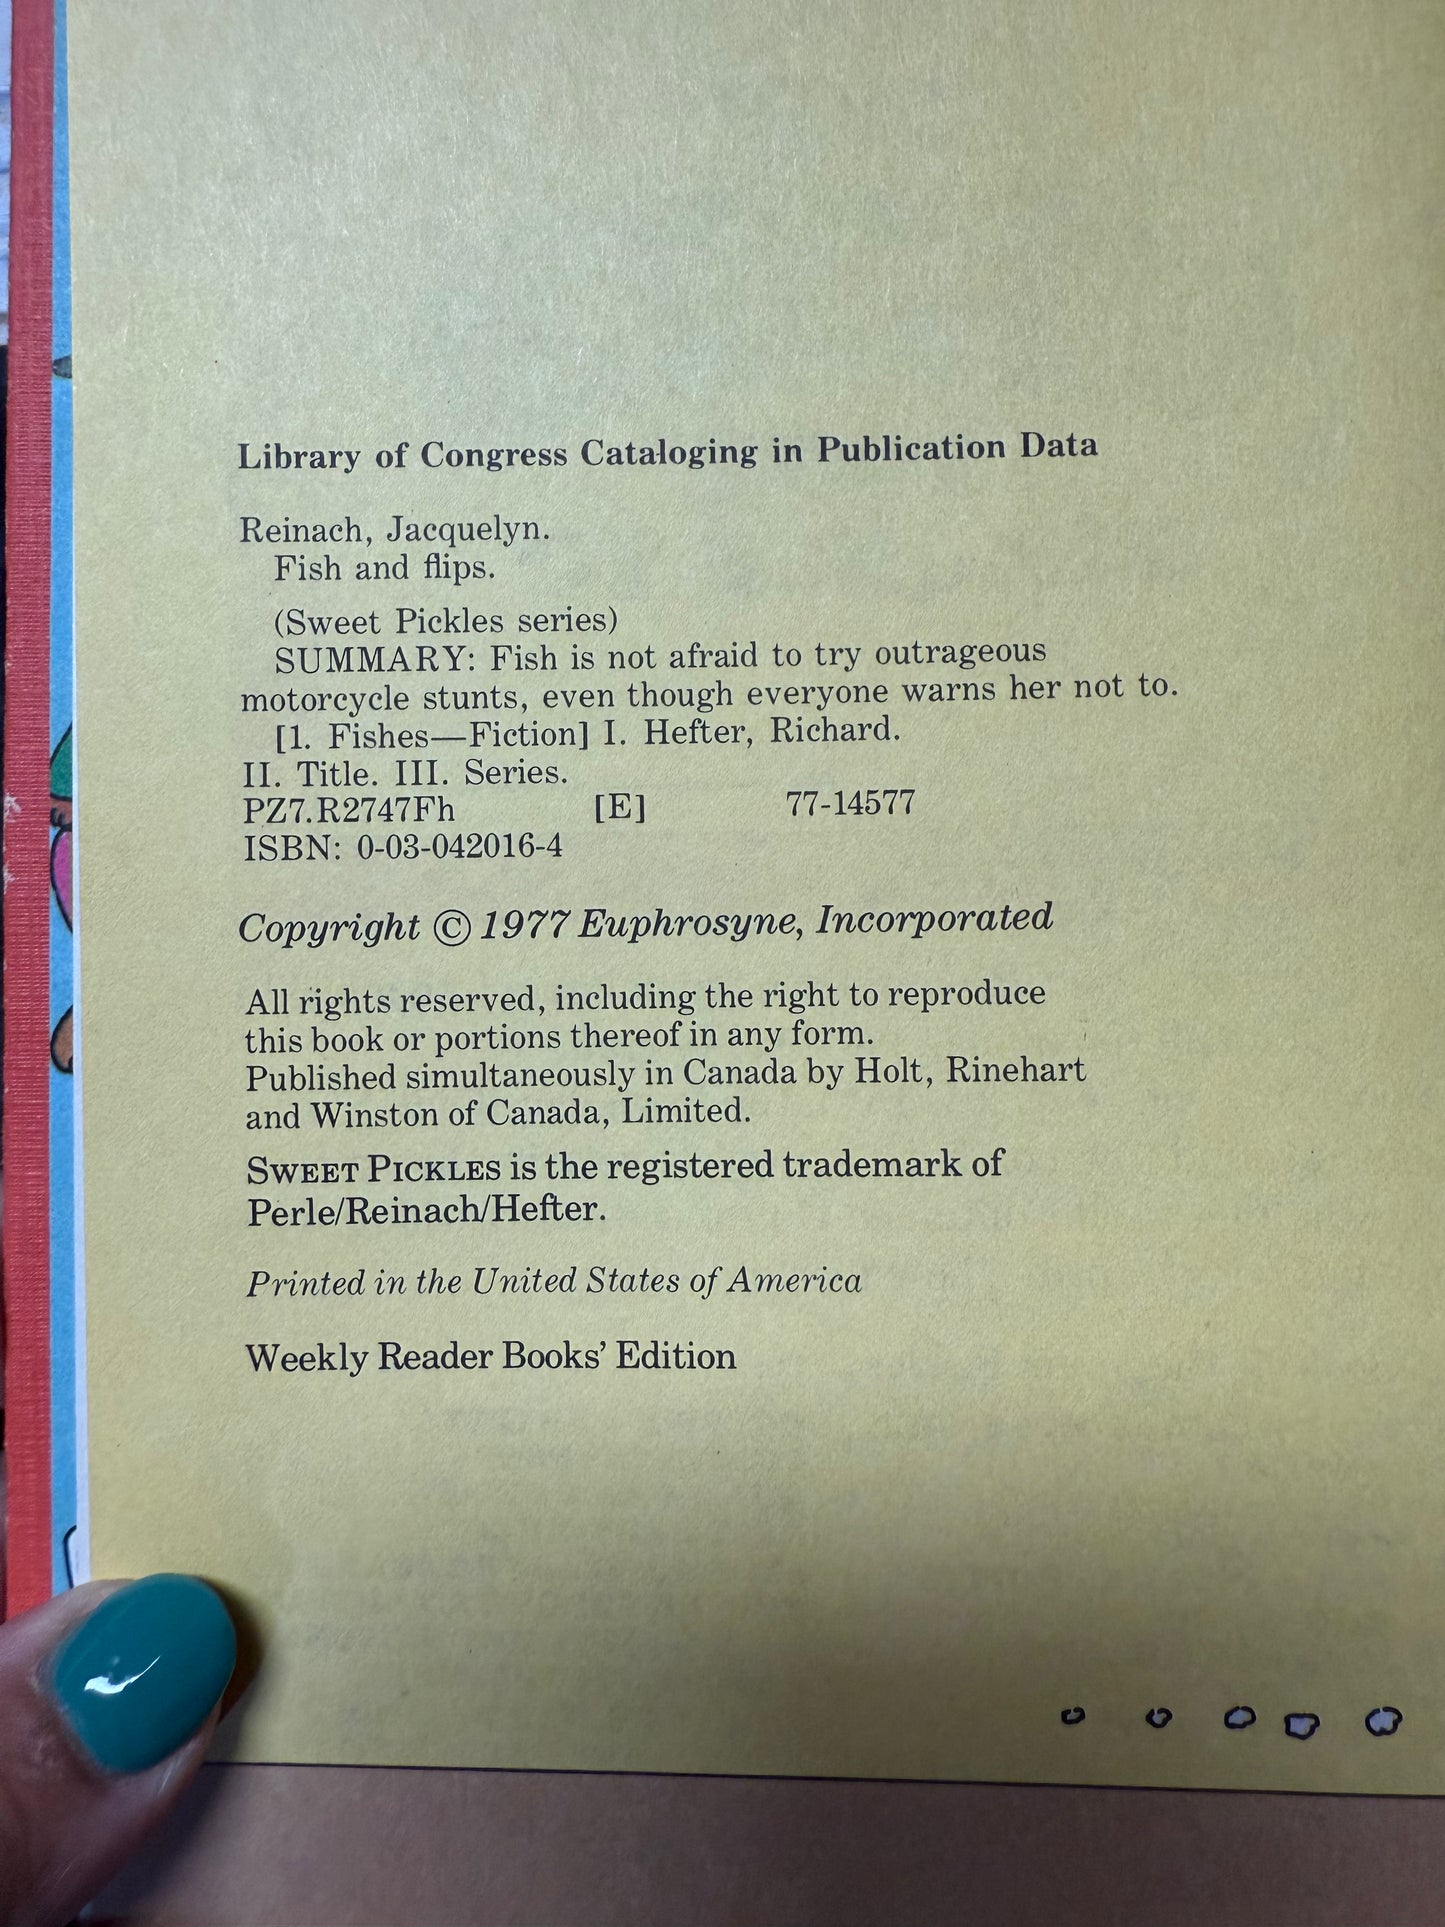 Library of Congress Cataloging in Publication Data
Reinach, Jacquelyn.
Fish and flips.
(Sweet Pickles series)
SUMMARY: Fish is not afraid to try outrageous
motorcycle stunts, even though everyone warns her not to.
[1. Fishes—Fiction] I. Hefter, Richard.
II. Title. III. Series.
PZ7.R2747Fh [E] 77-14577
ISBN: 0-03-042016-4
Copyright © 1977 Euphrosyne, Incorporated
All rights reserved, including the right to reproduce
this book or portions thereof in any form.
Published simultaneously in Canada by Holt, Rinehart
and Winston of Canada, Limited.
SWEET PICKLES is the registered trademark of
Perle/Reinach/Hefter.
Printed in the United States of America
Weekly Reader Books' Edition